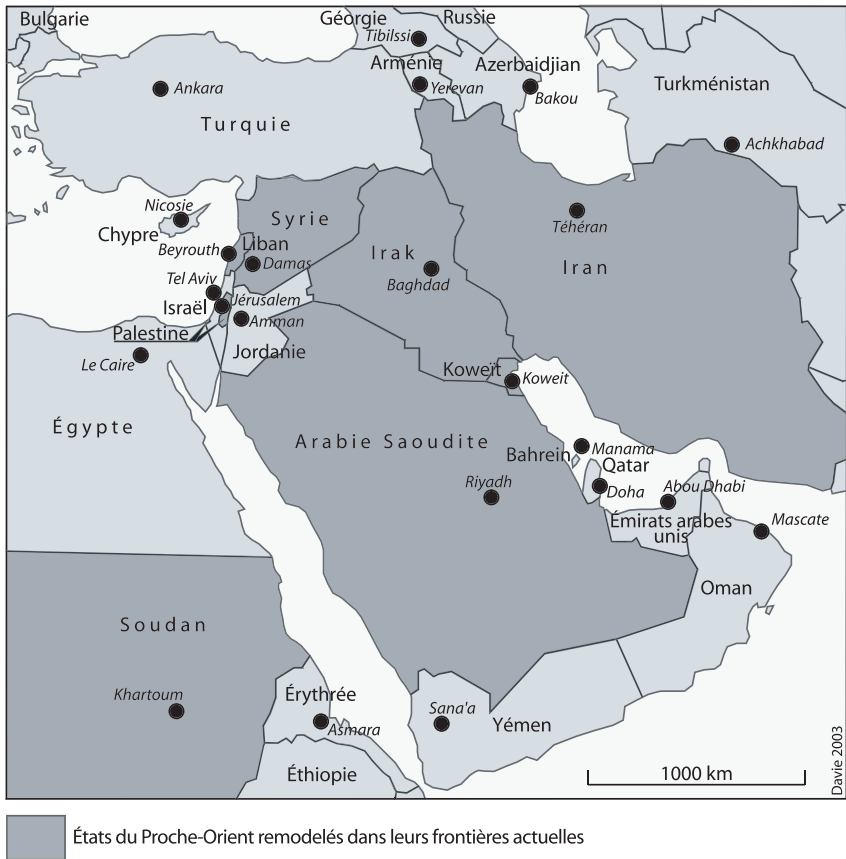 Bulgarie
Géorgie
Russie
Tibilssi
Arménie
Azerbaidjian
Turkménistan
Ankara
Yerevan
Bakou
Turquie
Achkhabad
Nicosie
Chypre
Syrie
Téhéran
Beyrouth
Liban
Damas
Irak
Baghdad
Iran
Tel Aviv
Israël
Jérusalem
Amman
Palestine
Jordanie
Le Caire
Koweït
Koweit
Égypte
Arabie Saoudite
Bahrein
Manama
Qatar
Riyadh
Doha
Abou Dhabi
Émirats arabes
unis
Mascate
Oman
Soudan
Khartoum
Érythrée
Asmara
Sana'a
Yémen
Éthiopie
1000 km
Davie 2003
États du Proche-Orient remodelés dans leurs frontières actuelles